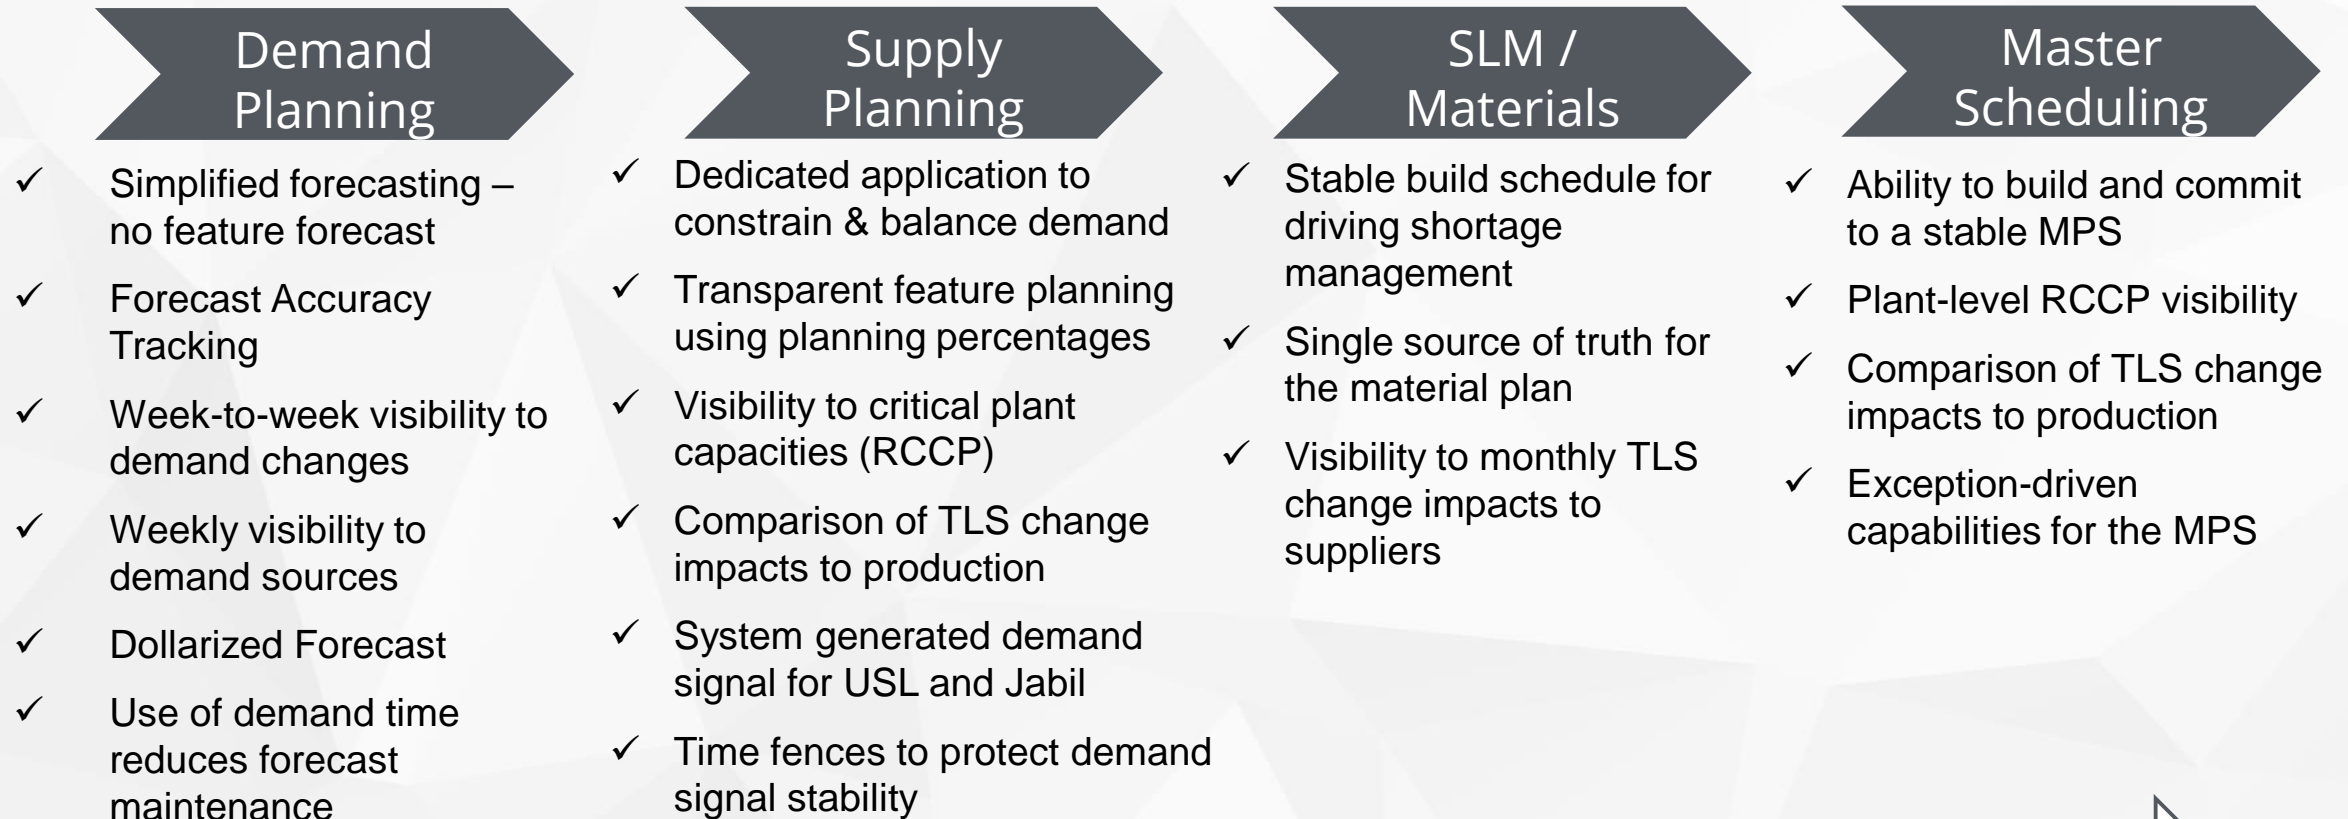 Demand
Planning
✓ Simplified forecasting –
no feature forecast
✓ Forecast Accuracy
Tracking
✓ Week-to-week visibility to
demand changes
✓ Weekly visibility to
demand sources
✓ Dollarized Forecast
✓ Use of demand time
reduces forecast
maintenance
Supply
Planning
✓ Dedicated application to
constrain & balance demand
✓ Transparent feature planning
using planning percentages
✓ Visibility to critical plant
capacities (RCCP)
✓ Comparison of TLS change
impacts to production
✓ System generated demand
signal for USL and Jabil
✓ Time fences to protect demand
signal stability
SLM /
Materials
✓ Stable build schedule for
driving shortage
management
✓ Single source of truth for
the material plan
✓ Visibility to monthly TLS
change impacts to
suppliers
Master
Scheduling
✓ Ability to build and commit
to a stable MPS
✓ Plant-level RCCP visibility
✓ Comparison of TLS change
impacts to production
✓ Exception-driven
capabilities for the MPS